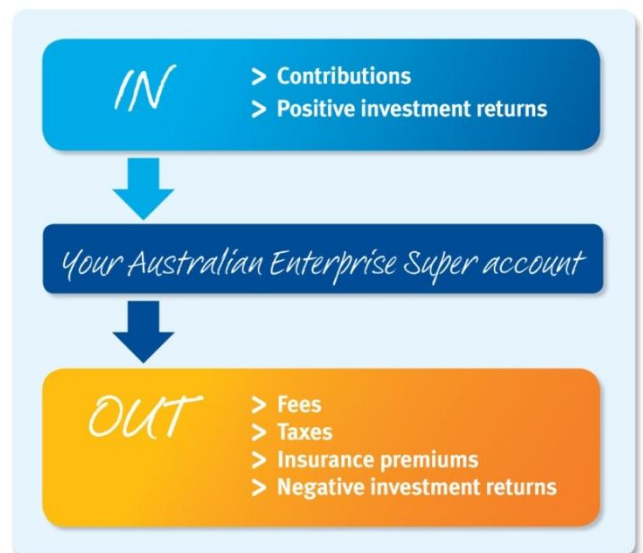 IN
> Contributions
> Positive investment returns
Your Australian Enterprise Super account
OUT
> Fees
> Taxes
> Insurance premiums
> Negative investment returns